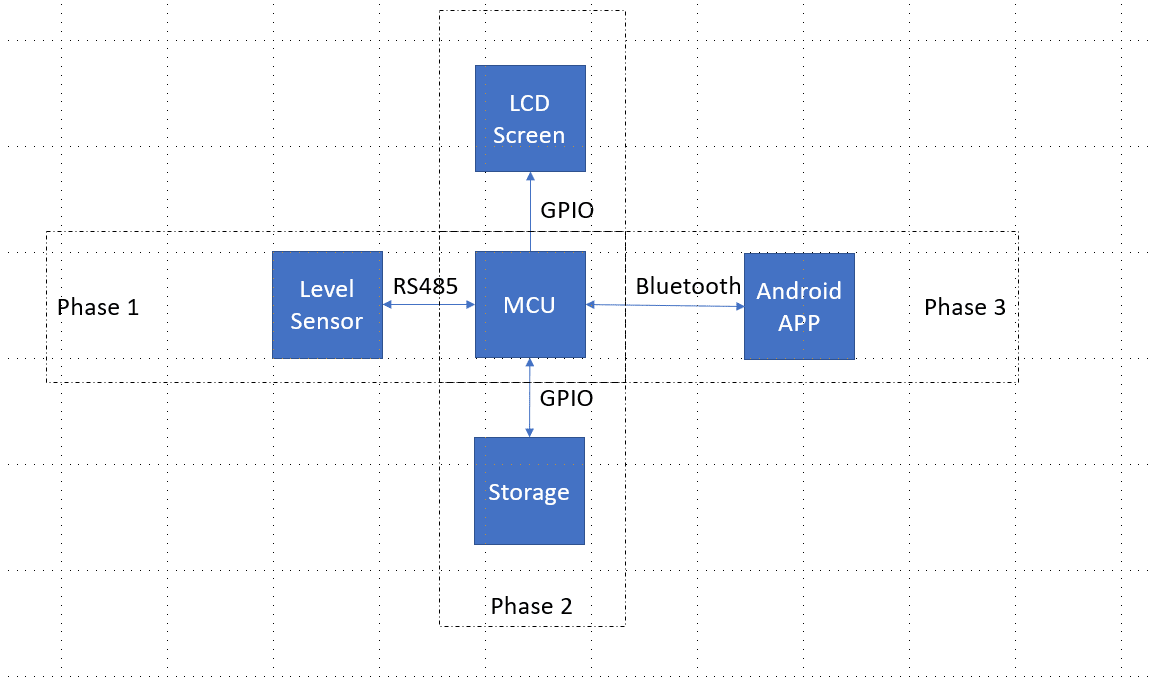 LCD
Screen
GPIO
Phase 1
Level
Sensor
RS485
MCU
Bluetooth
Android
APP
Phase 3
GPIO
Storage
Phase 2